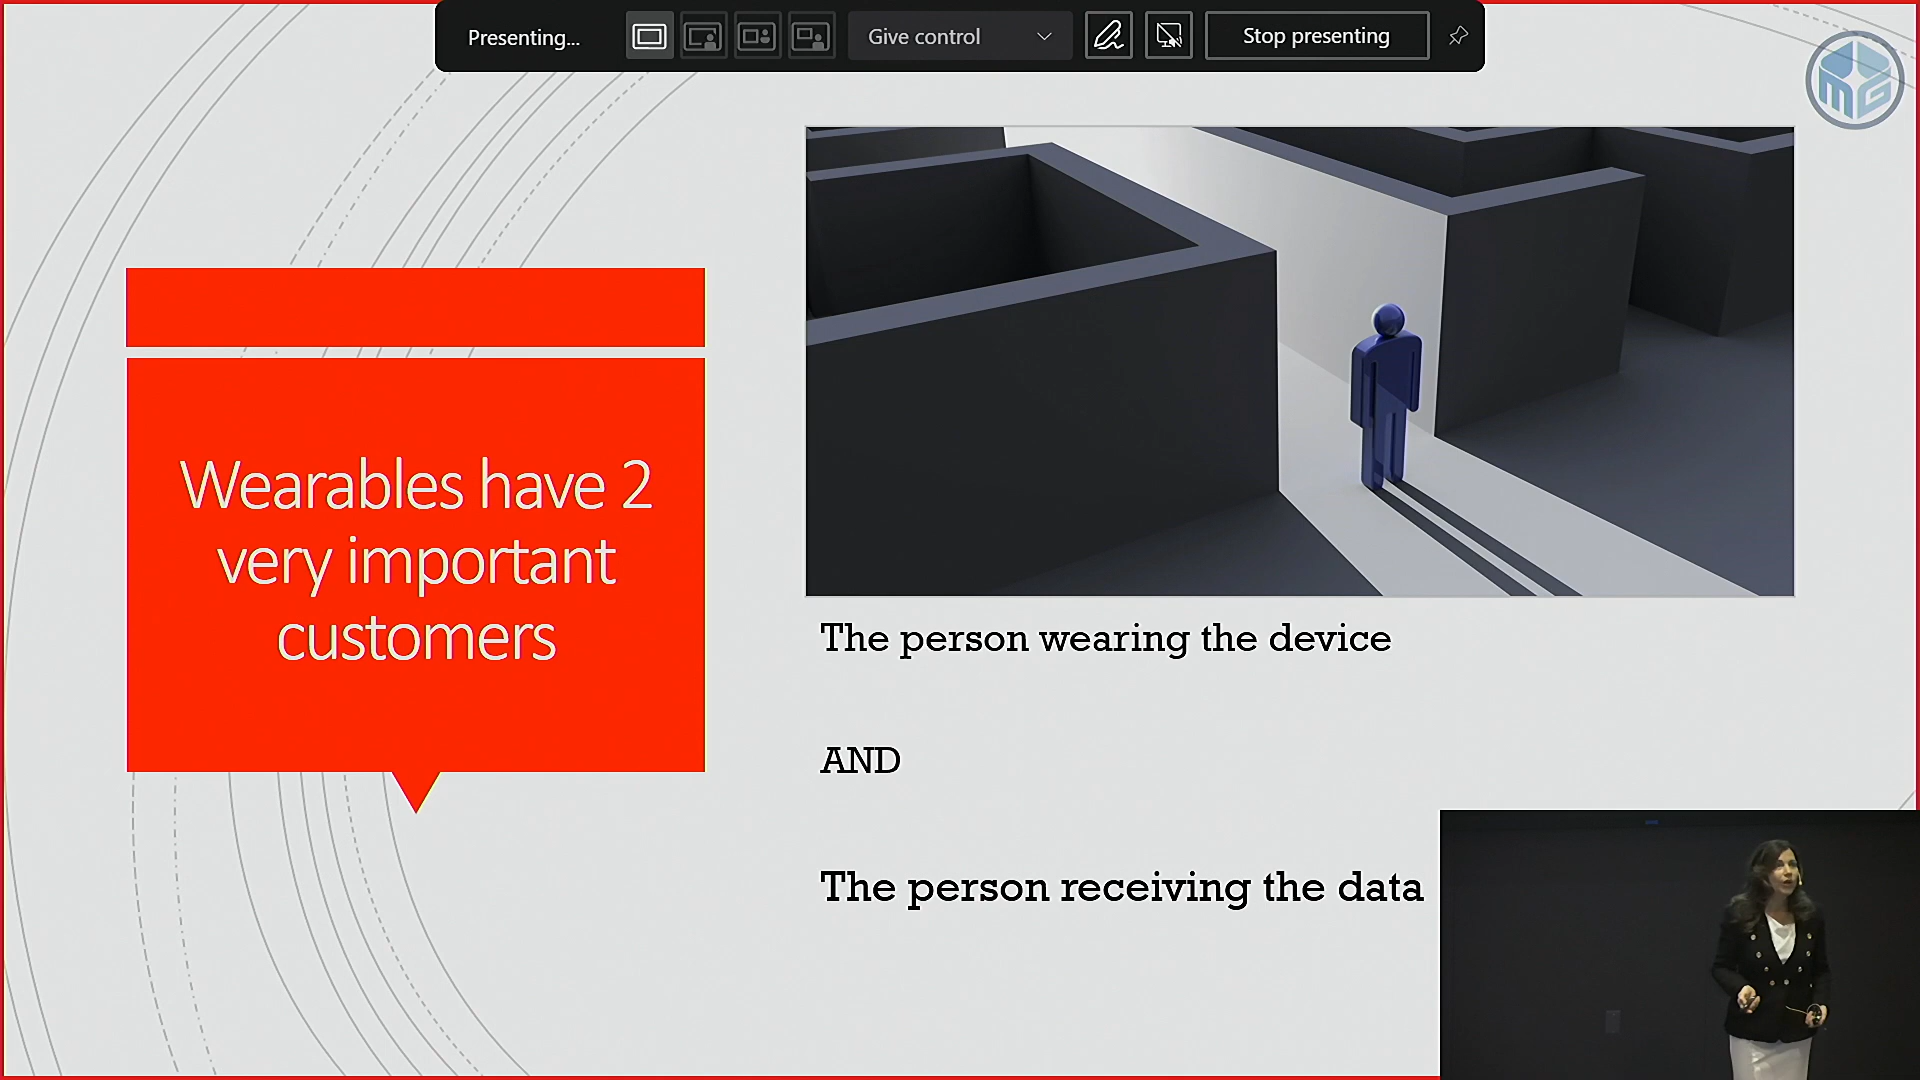 Presenting...
Give control
Stop presenting
MG
Wearables have 2
very important
customers
The person wearing the device
AND
The person receiving the data